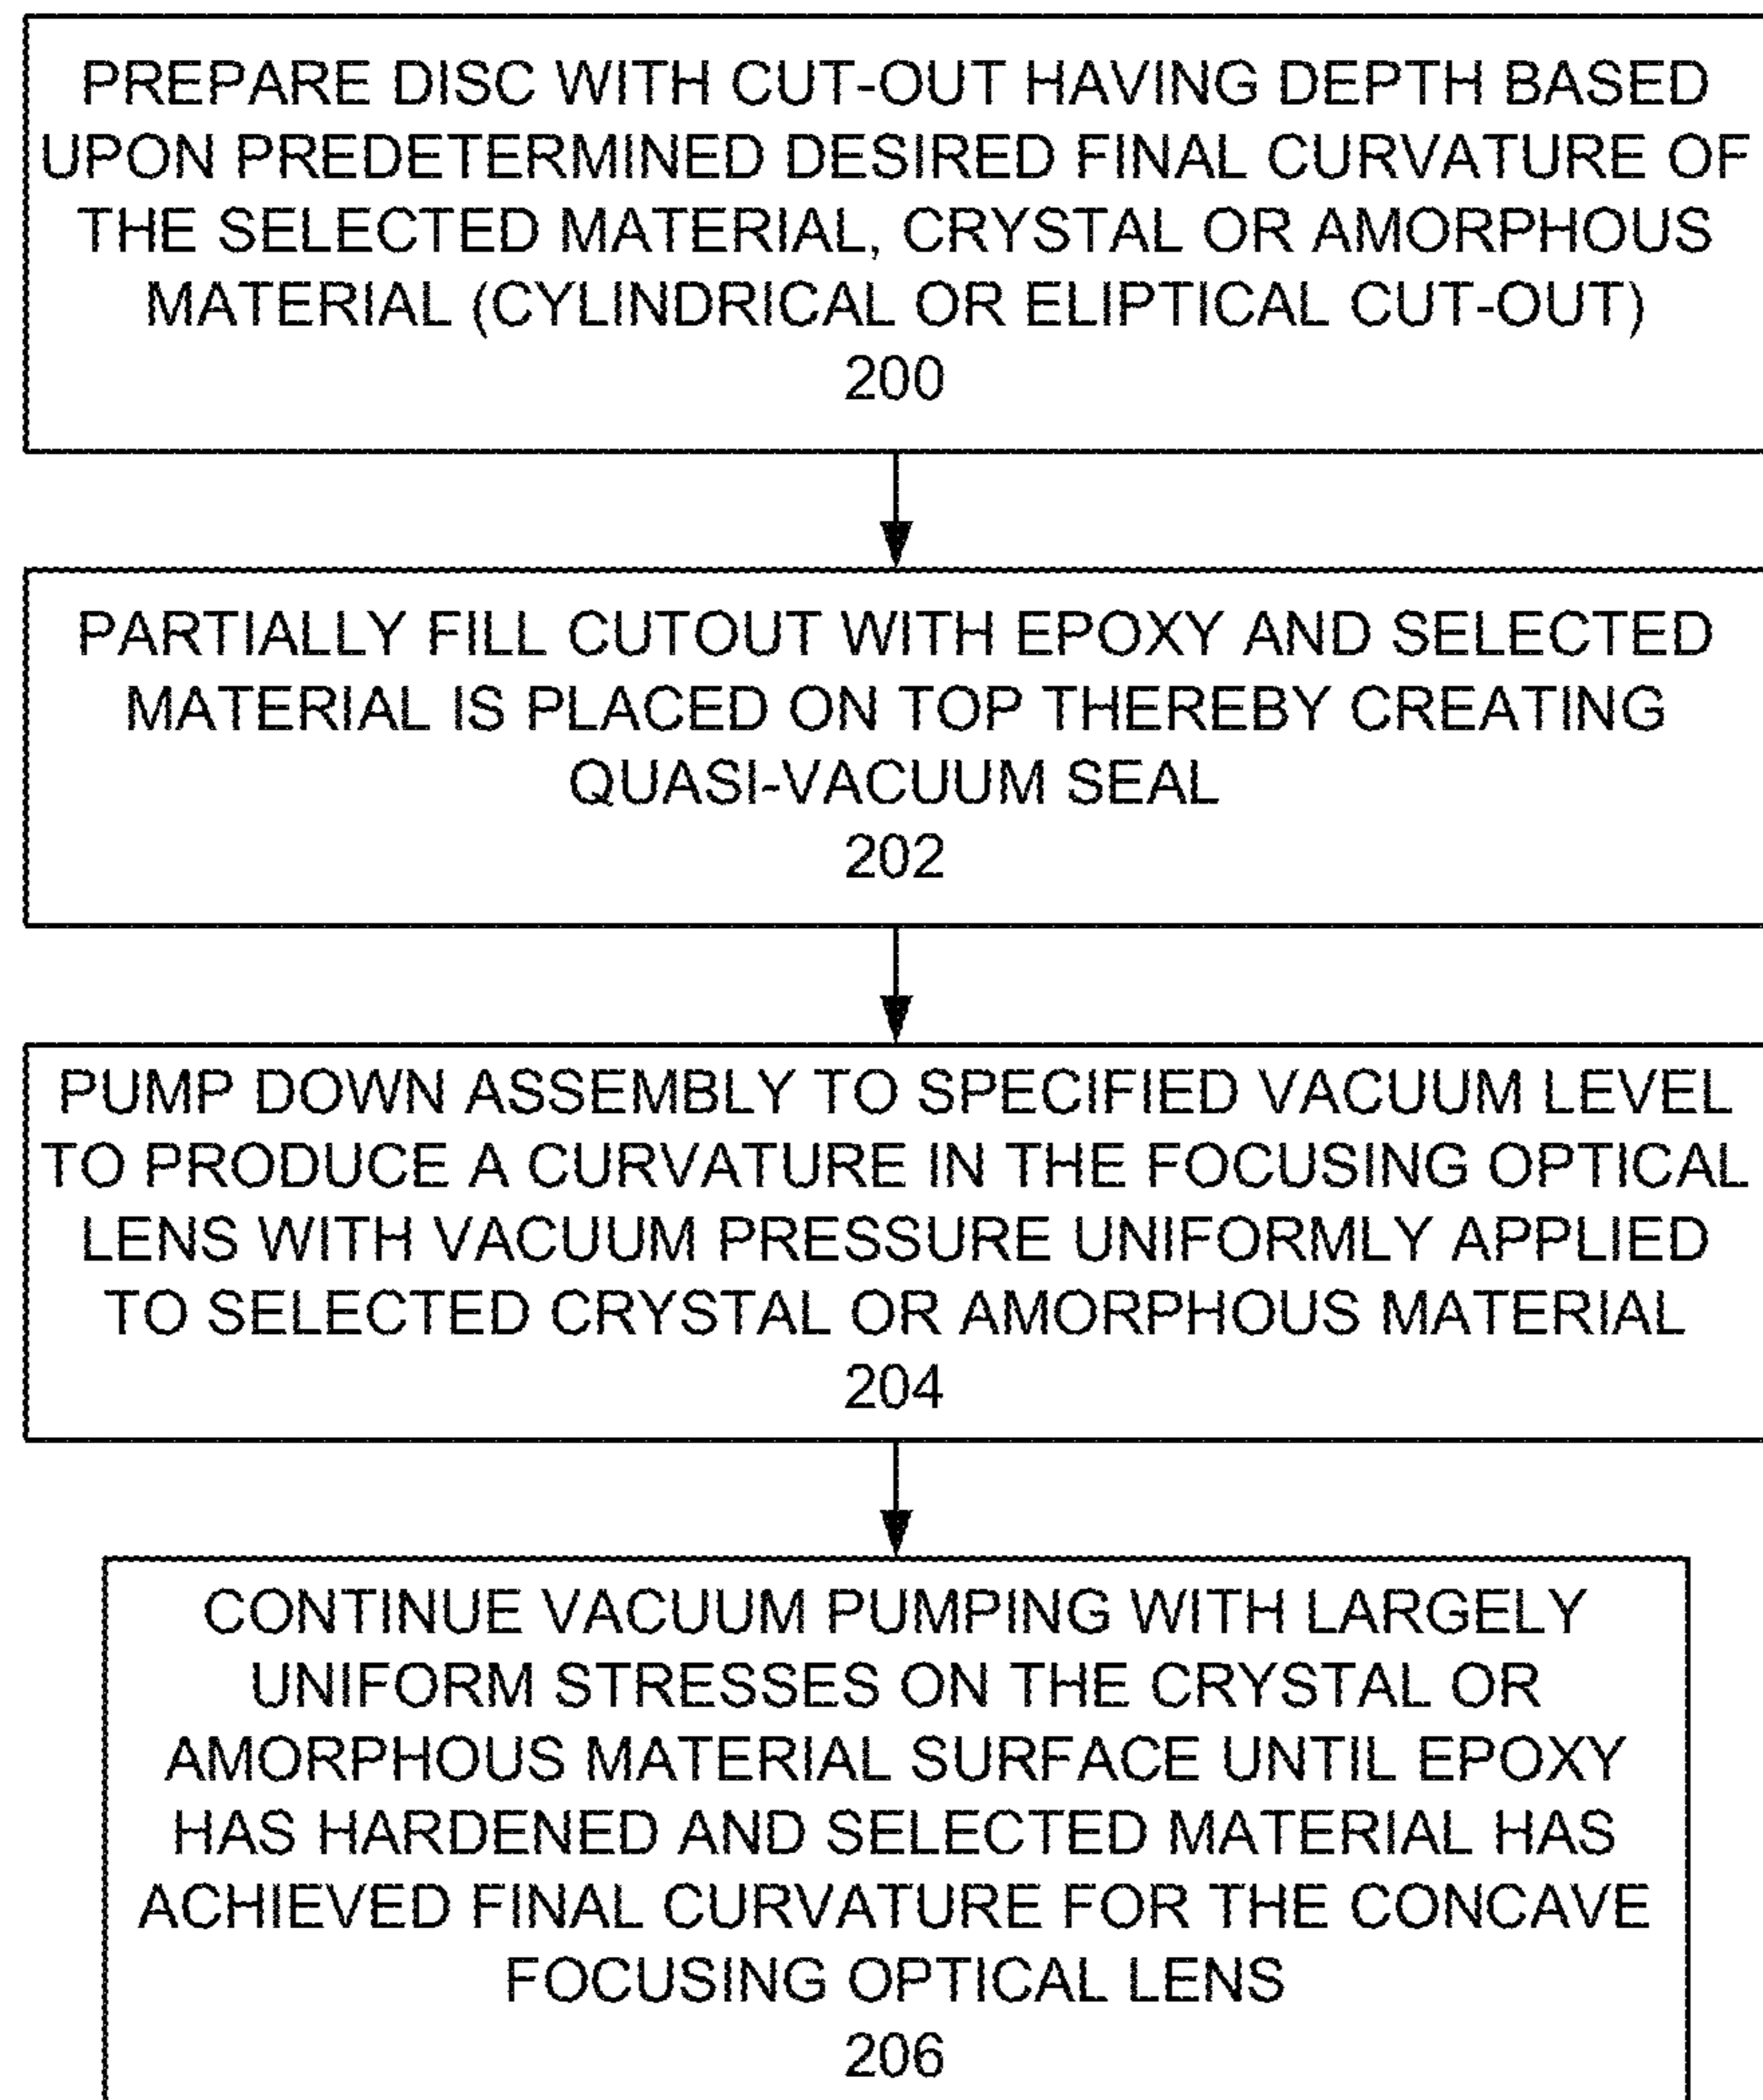 PREPARE DISC WITH CUT-OUT HAVING DEPTH BASED
UPON PREDETERMINED DESIRED FINAL CURVATURE OF
THE SELECTED MATERIAL, CRYSTAL OR AMORPHOUS
MATERIAL (CYLINDRICAL OR ELIPTICAL CUT-OUT)
200
PARTIALLY FILL CUTOUT WITH EPOXY AND SELECTED
MATERIAL IS PLACED ON TOP THEREBY CREATING
QUASI-VACUUM SEAL
202
PUMP DOWN ASSEMBLY TO SPECIFIED VACUUM LEVEL
TO PRODUCE A CURVATURE IN THE FOCUSING OPTICAL
LENS WITH VACUUM PRESSURE UNIFORMLY APPLIED
TO SELECTED CRYSTAL OR AMORPHOUS MATERIAL
204
CONTINUE VACUUM PUMPING WITH LARGELY
UNIFORM STRESSES ON THE CRYSTAL OR
AMORPHOUS MATERIAL SURFACE UNTIL EPOXY
HAS HARDENED AND SELECTED MATERIAL HAS
ACHIEVED FINAL CURVATURE FOR THE CONCAVE
FOCUSING OPTICAL LENS
206